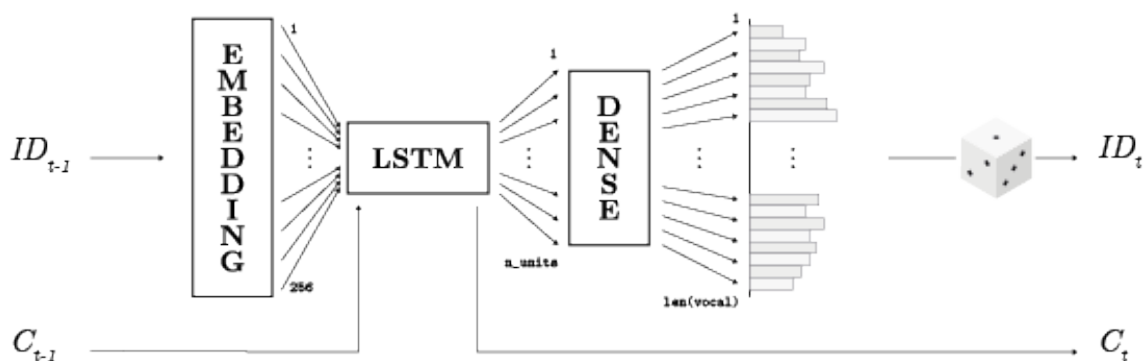 1
1
1
EMBEDDING
ID_{t-1}
LSTM
DENSE
ID_t
256
n_units
len(vocal)
C_{t-1}
C_t